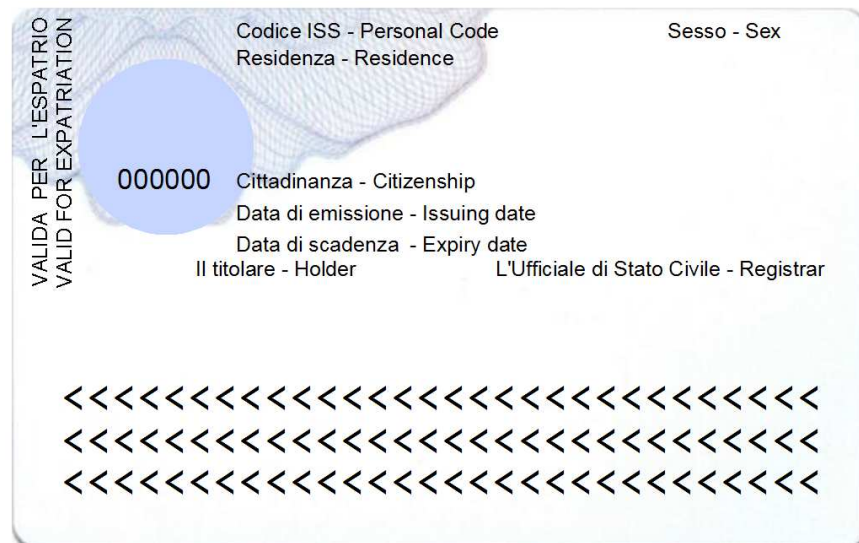 VALIDA PER L'ESPATRIO
VALID FOR EXPATRIATION
Codice ISS - Personal Code Sesso - Sex
Residenza - Residence
000000 Cittadinanza - Citizenship
Data di emissione - Issuing date
Data di scadenza - Expiry date
Il titolare - Holder L'Ufficiale di Stato Civile - Registrar
<<<<<<<<<<<<<<<<<<<<<<<<<<<<<<
<<<<<<<<<<<<<<<<<<<<<<<<<<<<<<
<<<<<<<<<<<<<<<<<<<<<<<<<<<<<<